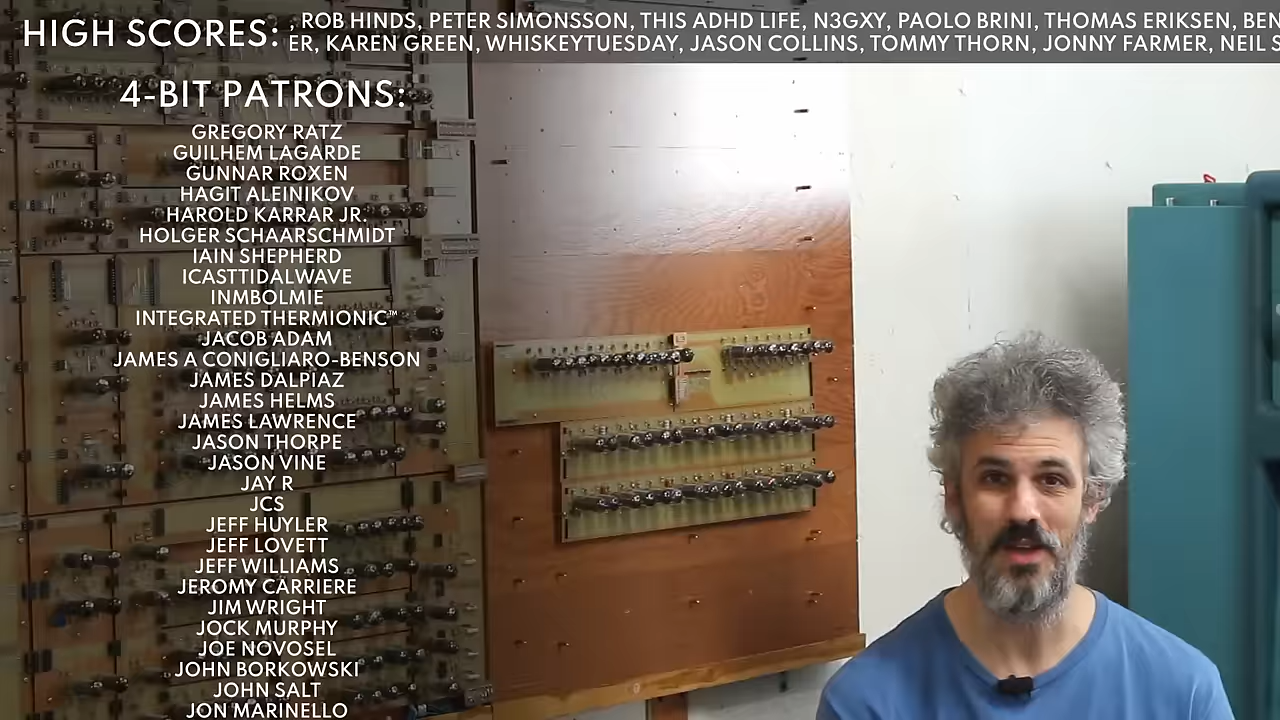 HIGH SCORES:
, ROB HINDS, PETER SIMONSSON, THIS ADHD LIFE, N3GXY, PAOLO BRINI, THOMAS ERIKSEN, BEN
ER, KAREN GREEN, WHISKEYTUESDAY, JASON COLLINS, TOMMY THORN, JONNY FARMER, NEIL S
4-BIT PATRONS:
GREGORY RATZ
GUILHEM LAGARDE
GUNNAR ROXEN
HAGIT ALEINIKOV
HAROLD KARRAR JR.
HOLGER SCHAARSCHMIDT
IAIN SHEPHERD
ICASTTIDALWAVE
INMBOLMIE
INTEGRATED THERMIONIC™
JACOB ADAM
JAMES A CONIGLIARO-BENSON
JAMES DALPIAZ
JAMES HELMS
JAMES LAWRENCE
JASON THORPE
JASON VINE
JAY R
JCS
JEFF HUYLER
JEFF LOVETT
JEFF WILLIAMS
JEROMY CARRIERE
JIM WRIGHT
JOCK MURPHY
JOE NOVOSEL
JOHN BORKOWSKI
JOHN SALT
JON MARINELLO